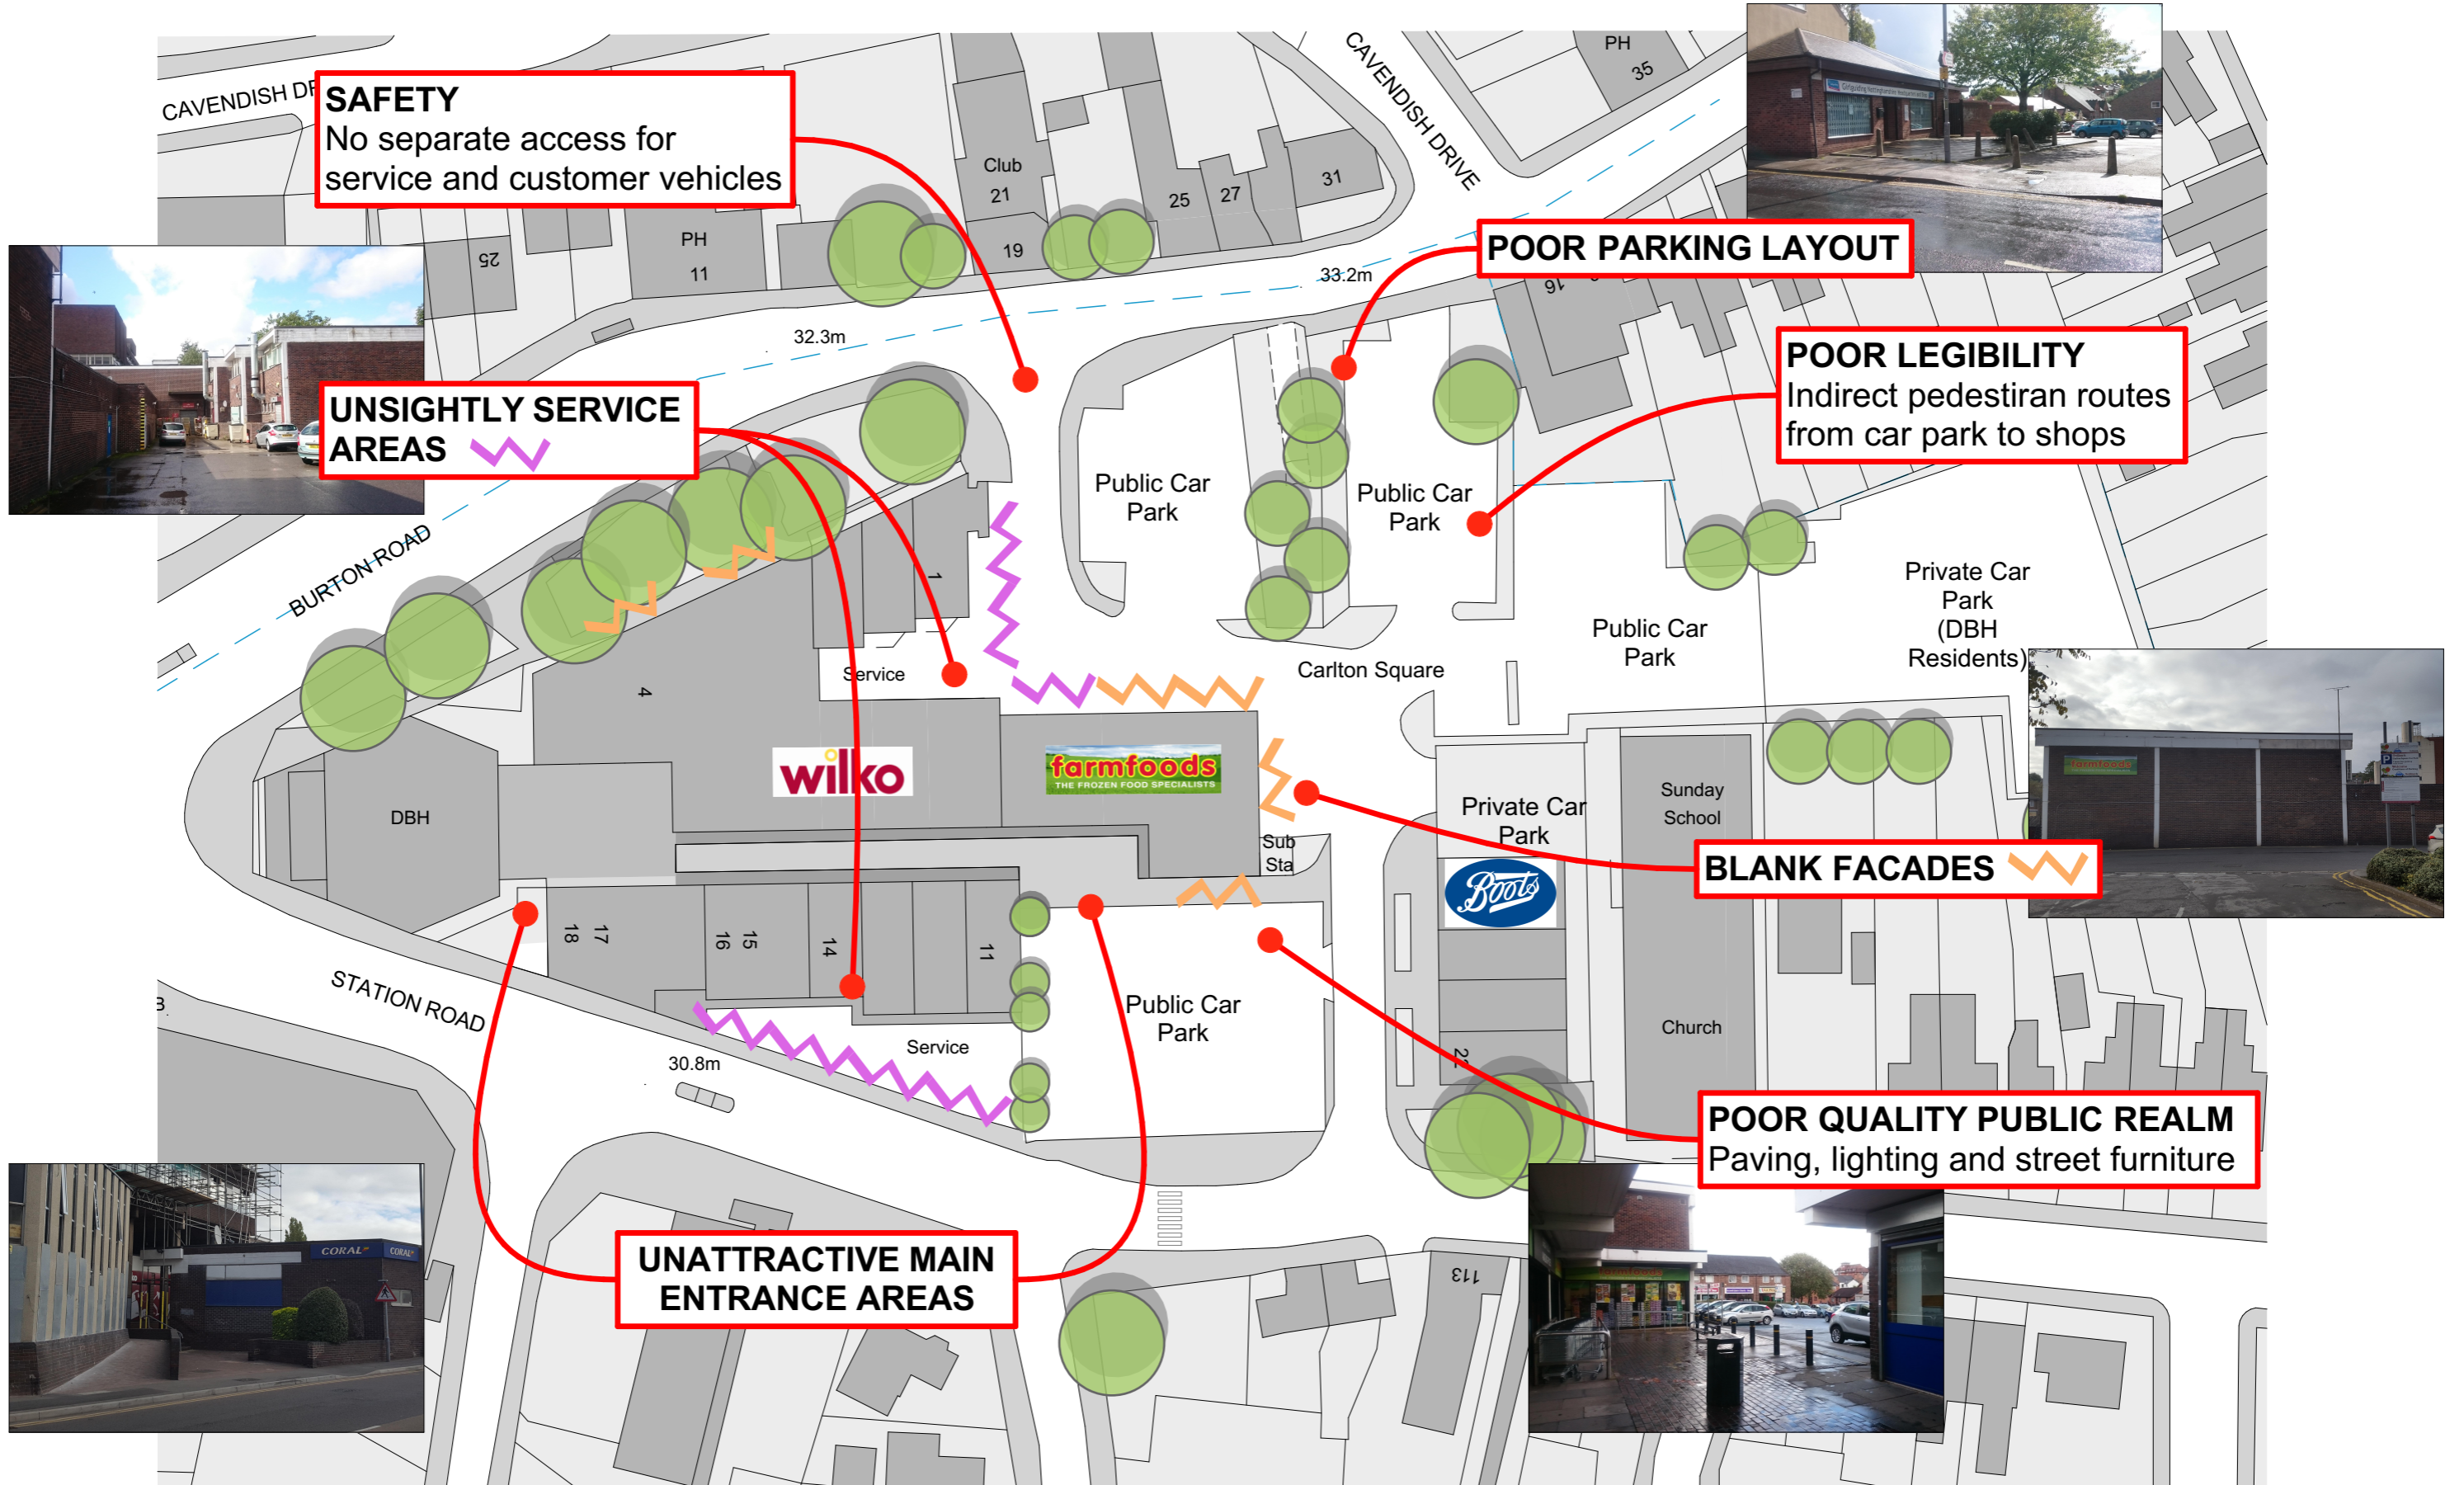 PH
35
CAVENDISH DRIVE
CAVENDISH DR
SAFETY
No separate access for
service and customer vehicles
Club
21
25
27
31
19
PH
11
25
POOR PARKING LAYOUT
33.2m
16
32.3m
POOR LEGIBILITY
Indirect pedestiran routes
from car park to shops
UNSIGHTLY SERVICE
AREAS
Public Car
Park
Public Car
Park
BURTON ROAD
1
Private Car
Park
(DBH
Residents)
Public Car
Park
Service
Carlton Square
4
wilko
farmfoods
THE FROZEN FOOD SPECIALISTS
farmfoods
DBH
Private Car
Park
Sunday
School
Sub
Sta
BLANK FACADES
Boots
18
17
16
15
14
11
STATION ROAD
B.
Public Car
Park
Church
Service
30.8m
22
POOR QUALITY PUBLIC REALM
Paving, lighting and street furniture
UNATTRACTIVE MAIN
ENTRANCE AREAS
CORAL
CORAL
113
farmfoods